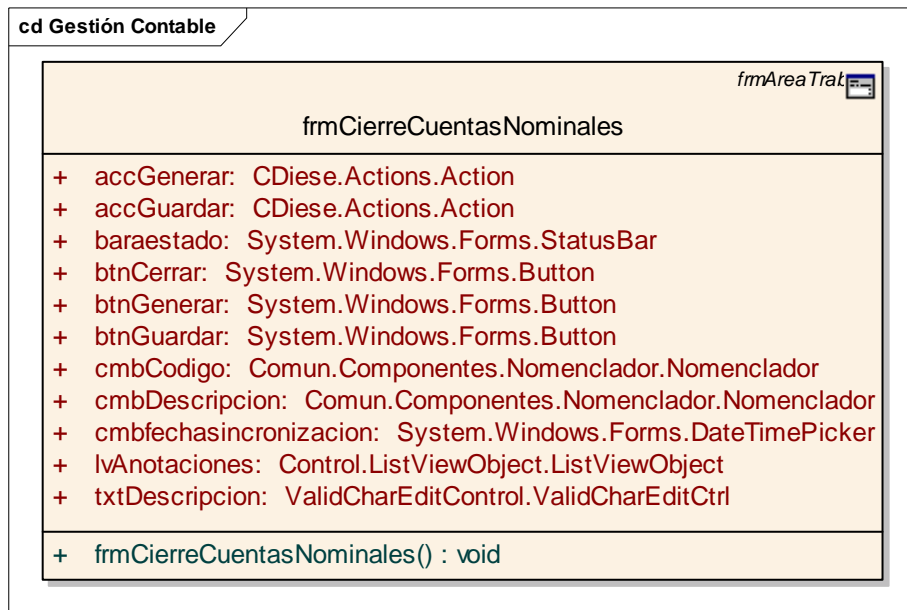 cd Gestión Contable
frmAreaTrab
frmCierreCuentasNominales
+ accGenerar: CDiese.Actions.Action
+ accGuardar: CDiese.Actions.Action
+ baraestado: System.Windows.Forms.StatusBar
+ btnCerrar: System.Windows.Forms.Button
+ btnGenerar: System.Windows.Forms.Button
+ btnGuardar: System.Windows.Forms.Button
+ cmbCodigo: Comun.Componentes.Nomenclador.Nomenclador
+ cmbDescripcion: Comun.Componentes.Nomenclador.Nomenclador
+ cmbfechasincronizacion: System.Windows.Forms.DateTimePicker
+ lvAnotaciones: Control.ListViewObject.ListViewObject
+ txtDescripcion: ValidCharEditControl.ValidCharEditCtrl
+ frmCierreCuentasNominales() : void